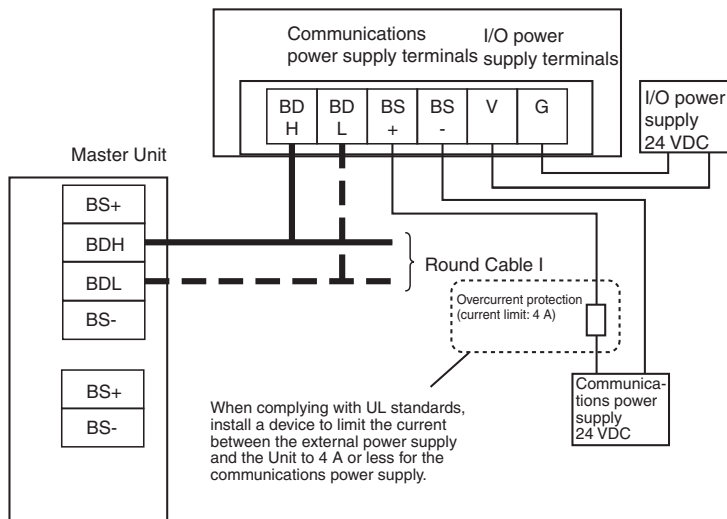 Communications
power supply terminals
I/O power
supply terminals
BD
H
BD
L
BS
+
BS
-
V
G
I/O power
supply
24 VDC
Master Unit
BS+
BDH
BDL
BS-
BS+
BS-
Round Cable I
Overcurrent protection
(current limit: 4 A)
Communica-
tions power
supply
24 VDC
When complying with UL standards,
install a device to limit the current
between the external power supply
and the Unit to 4 A or less for the
communications power supply.